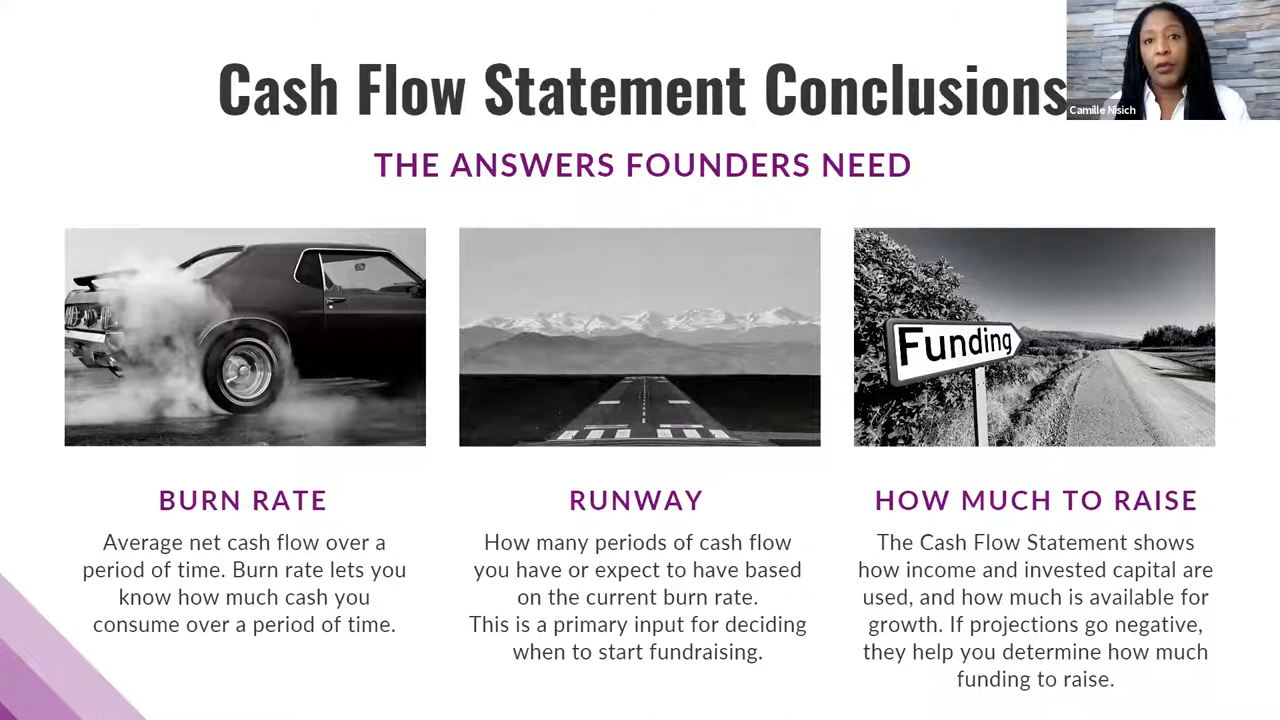 Cash Flow Statement Conclusions
Camille Nisich
THE ANSWERS FOUNDERS NEED
Funding
BURN RATE
Average net cash flow over a
period of time. Burn rate lets you
know how much cash you
consume over a period of time.
RUNWAY
How many periods of cash flow
you have or expect to have based
on the current burn rate.
This is a primary input for deciding
when to start fundraising.
HOW MUCH TO RAISE
The Cash Flow Statement shows
how income and invested capital are
used, and how much is available for
growth. If projections go negative,
they help you determine how much
funding to raise.